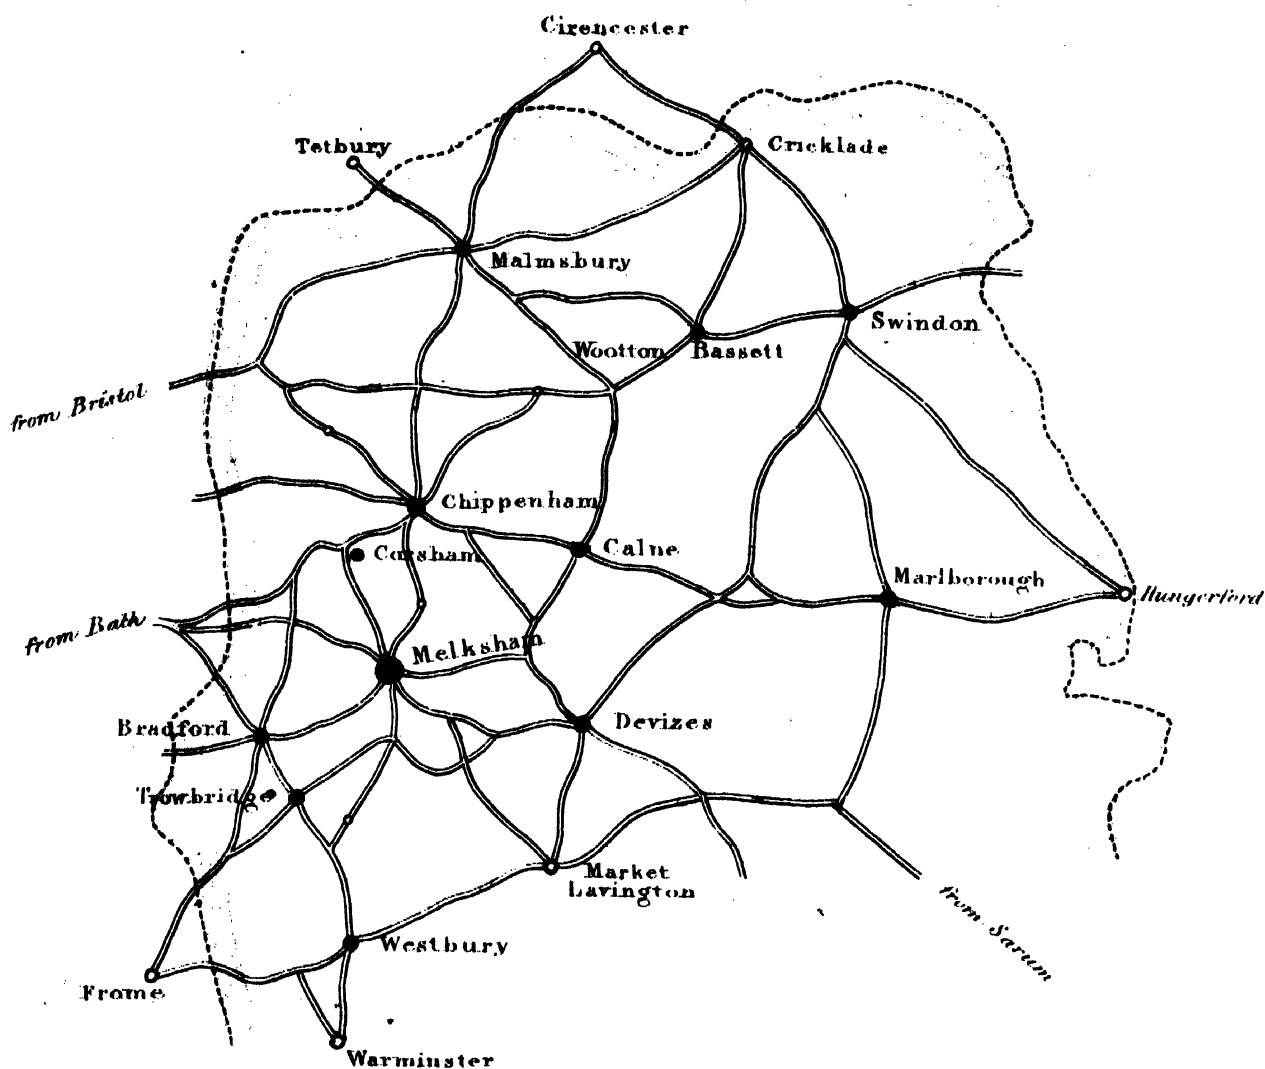 Cirencester
Tetbury
Cricklade
Malmsbury
Swindon
Wootton Bassett
from Bristol
Chippenham
Corsham
Calne
Marlborough
Hungerford
from Bath
Melksham
Bradford
Devizes
Trowbridge
Market
Lavington
from Sarum
Westbury
Frome
Warminster